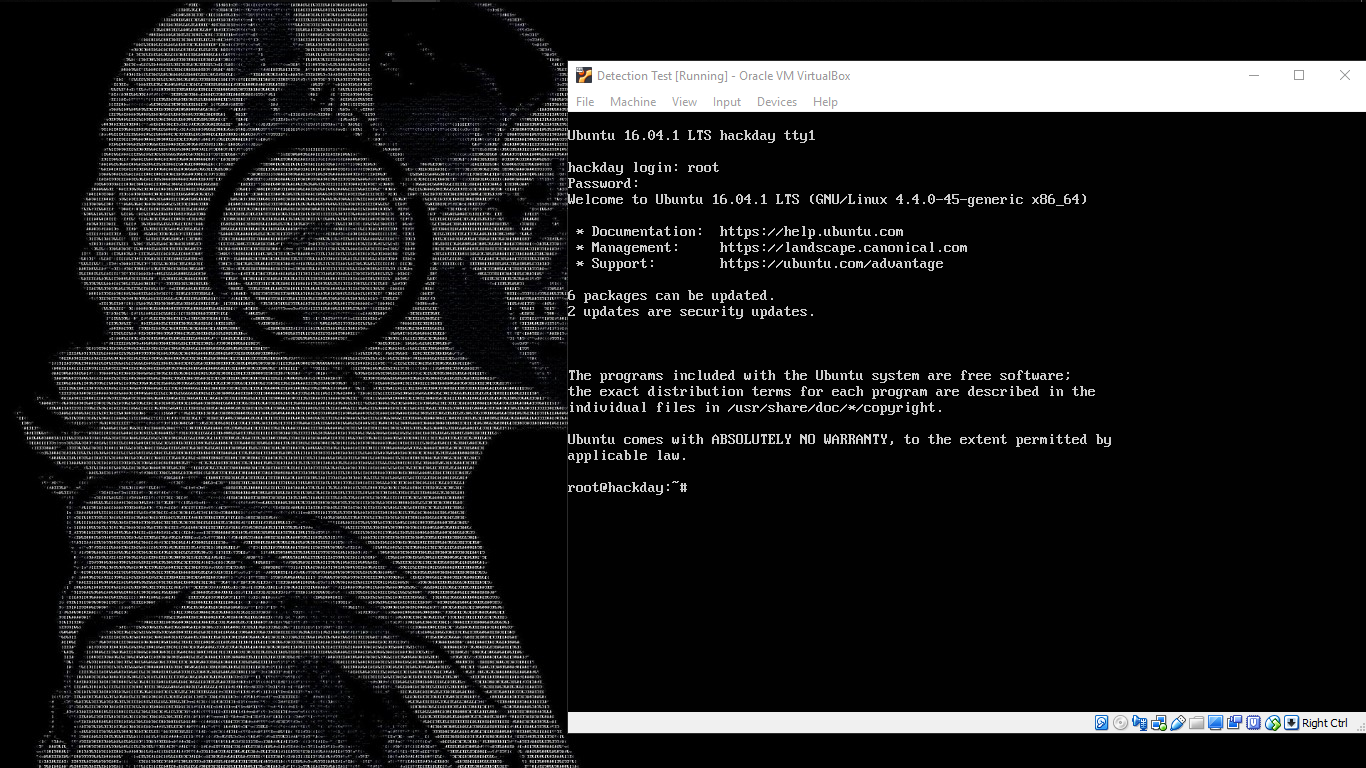 Detection Test [Running] - Oracle VM VirtualBox
File Machine View Input Devices Help
Ubuntu 16.04.1 LTS hackday tty1
hackday login: root
Password:
Welcome to Ubuntu 16.04.1 LTS (GNU/Linux 4.4.0-45-generic x86_64)
* Documentation: https://help.ubuntu.com
* Management: https://landscape.canonical.com
* Support: https://ubuntu.com/advantage
6 packages can be updated.
2 updates are security updates.
The programs included with the Ubuntu system are free software;
the exact distribution terms for each program are described in the
individual files in /usr/share/doc/*/copyright.
Ubuntu comes with ABSOLUTELY NO WARRANTY, to the extent permitted by
applicable law.
root@hackday:~#
Right Ctrl